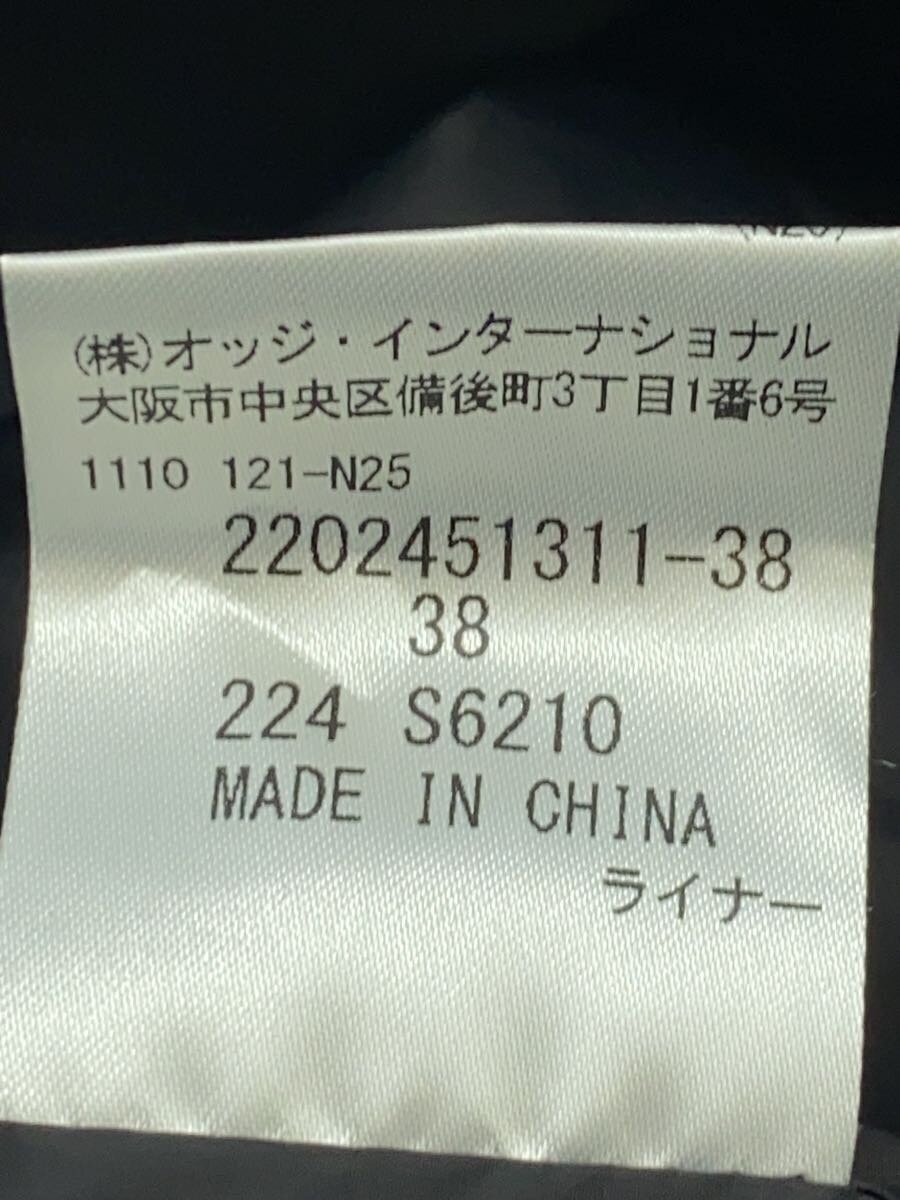 (株)オッジ・インターナショナル
大阪市中央区備後町3丁目1番6号
1110 121-N25
2202451311-38
38
224 S6210
MADE IN CHINA
ライナー